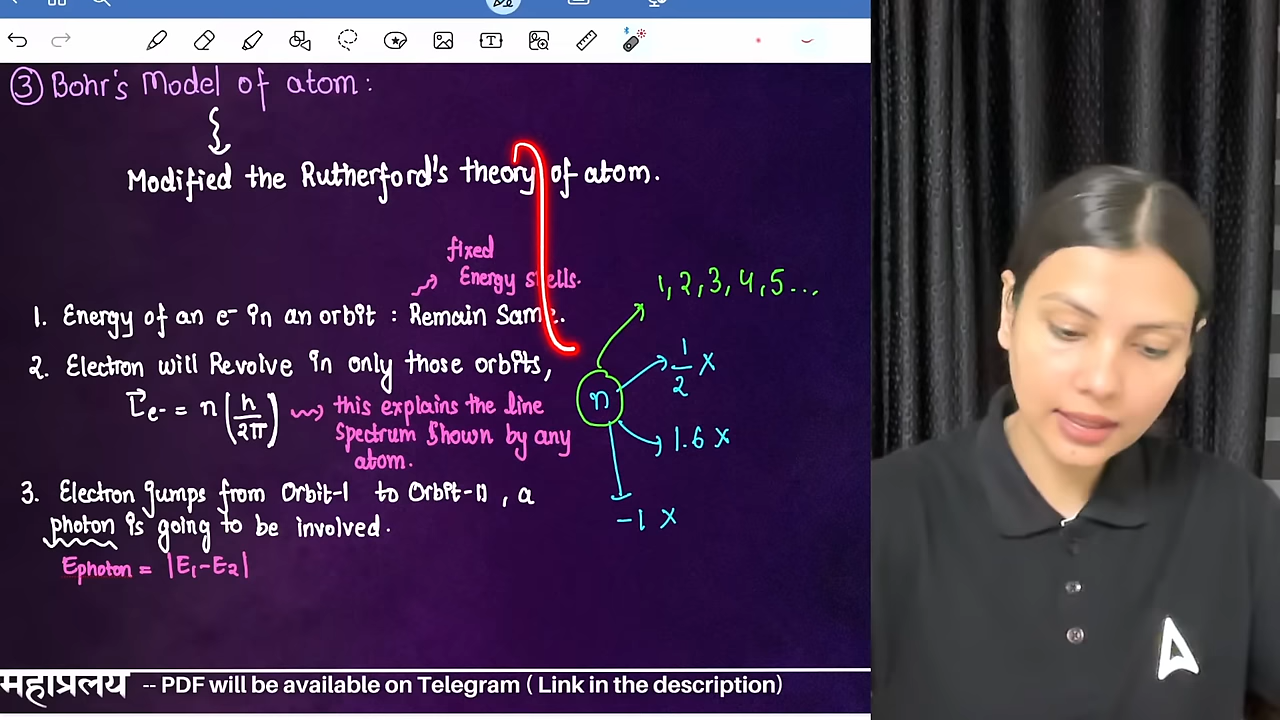 ③ Bohr's Model of atom:
Modified the Rutherford's theory of atom.
fixed
Energy shells.
1. Energy of an e⁻ in an orbit : Remain Same.
1, 2, 3, 4, 5...
2. Electron will Revolve in only those orbits,
1/2 x
n
= n(h/2π)
this explains the line
spectrum shown by any
atom.
1.6 x
3. Electron jumps from Orbit-I to Orbit-II, a
photon is going to be involved.
-1 x
Ephoton = |E₁-E₂|
महाप्रलय -- PDF will be available on Telegram ( Link in the description)